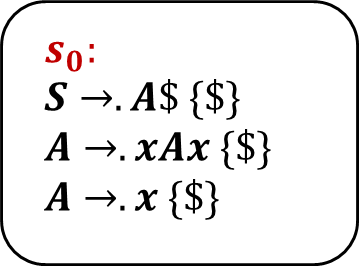 s₀:
S →. A$ {$}
A →. xAx {$}
A →. x {$}